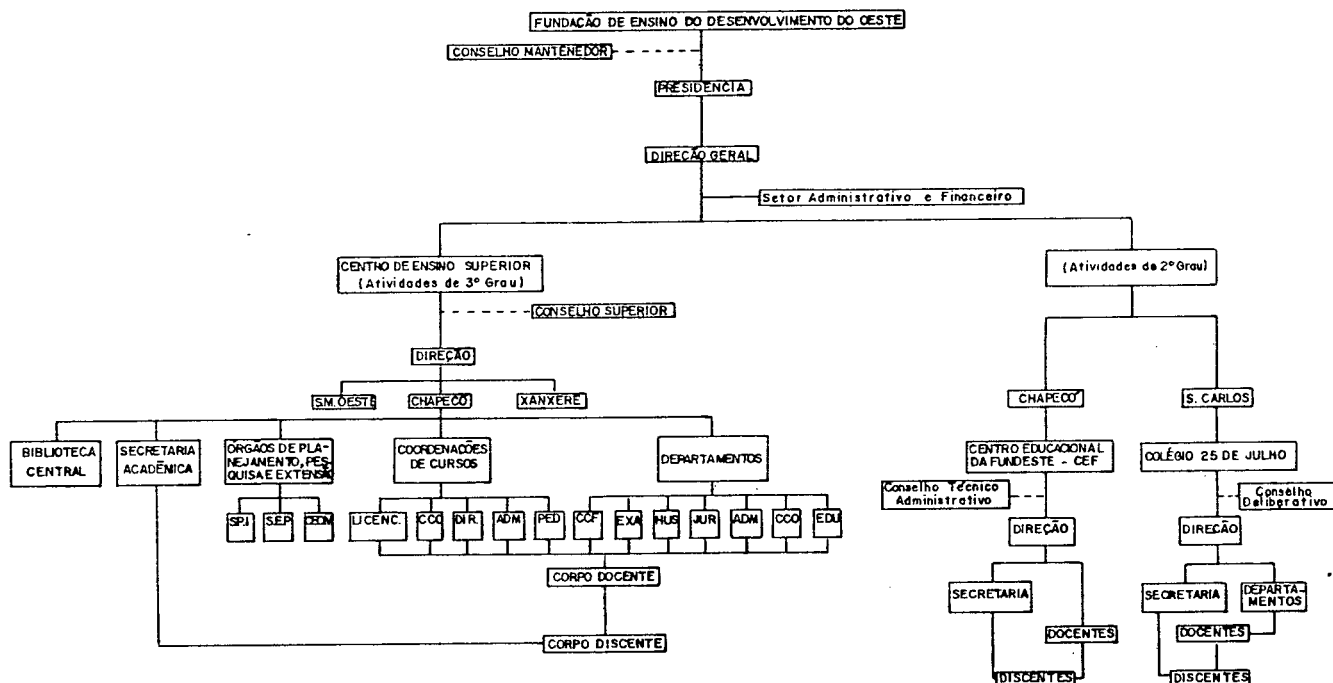 FUNDAÇÃO DE ENSINO DO DESENVOLVIMENTO DO OESTE
CONSELHO MANTENEDOR
PRESIDENCIA
DIREÇÃO GERAL
Setor Administrativo e Financeiro
CENTRO DE ENSINO SUPERIOR
(Atividades de 3º Grau)
(Atividades de 2º Grau)
CONSELHO SUPERIOR
DIREÇÃO
S.M. OESTE
CHAPECÓ
XANXERE
CHAPECÓ
S. CARLOS
BIBLIOTECA
CENTRAL
SECRETARIA
ACADÊMICA
ORGÃOS DE PLA-
NEJAMENTO, PES
QUISA E EXTENSÃO
COORDENAÇÕES
DE CURSOS
DEPARTAMENTOS
CENTRO EDUCACIONAL
DA FUNDESTE - CEF
COLÉGIO 25 DE JULHO
Conselho Técnico
Administrativo
Conselho
Deliberativo
S.P.I.
S.E.P.
LICENC.
CCO
DIR.
ADM
PED
CCF
EXA
HUS
JUR
ADM
CCO
EDU
DIREÇÃO
DIREÇÃO
CORPO DOCENTE
SECRETARIA
SECRETARIA
DEPARTA-
MENTOS
CORPO DISCENTE
DOCENTES
DOCENTES
DISCENTES
DISCENTES